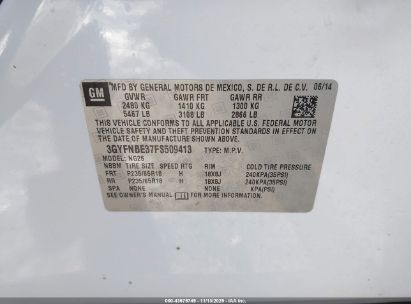 GM
MFD BY GENERAL MOTORS DE MEXICO, S. DE R.L. DE C.V. 06/14
GVWR GAWR FRT GAWR RR
2480 KG 1410 KG 1300 KG
5467 LB 3108 LB 2866 LB
THIS VEHICLE CONFORMS TO ALL APPLICABLE U.S. FEDERAL MOTOR
VEHICLE SAFETY, BUMPER, AND THEFT PREVENTION STANDARDS IN
EFFECT ON THE DATE OF MANUFACTURE SHOWN ABOVE.
3GYFNBE37FS509413 TYPE: M.P.V.
MODEL: NG26
TIRE SIZE SPEED RTG RIM COLD TIRE PRESSURE
FRT P235/65R18 H 18X8J 240KPA(35PSI)
RR P235/65R18 H 18X8J 240KPA(35PSI)
SPA NONE NONE KPA(PSI)
SEE OWNER'S MANUAL FOR MORE INFORMATION.